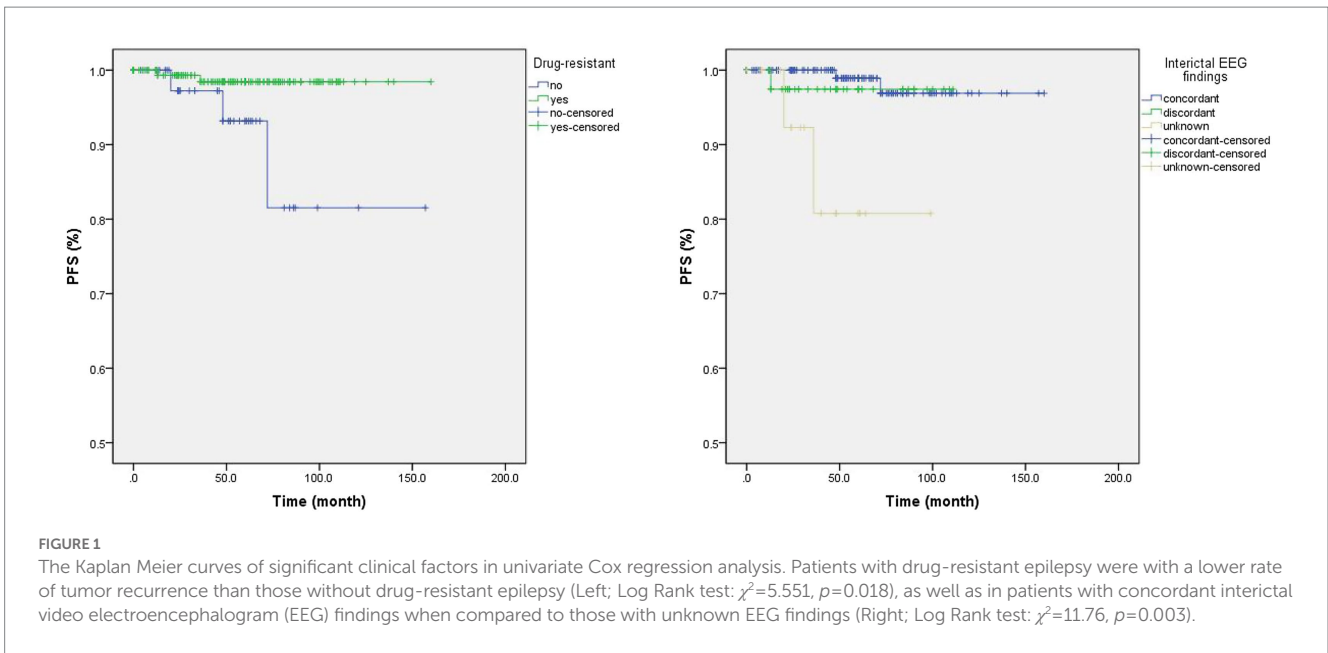 Drug-resistant
no
yes
no-censored
yes-censored
1.0
0.9
0.8
0.7
0.6
0.5
PFS (%)
.0 50.0 100.0 150.0 200.0
Time (month)
Interictal EEG
findings
concordant
discordant
unknown
concordant-censored
discordant-censored
unknown-censored
1.0
0.9
0.8
0.7
0.6
0.5
PFS (%)
.0 50.0 100.0 150.0 200.0
Time (month)
FIGURE 1
The Kaplan Meier curves of significant clinical factors in univariate Cox regression analysis. Patients with drug-resistant epilepsy were with a lower rate
of tumor recurrence than those without drug-resistant epilepsy (Left; Log Rank test: χ²=5.551, p=0.018), as well as in patients with concordant interictal
video electroencephalogram (EEG) findings when compared to those with unknown EEG findings (Right; Log Rank test: χ²=11.76, p=0.003).